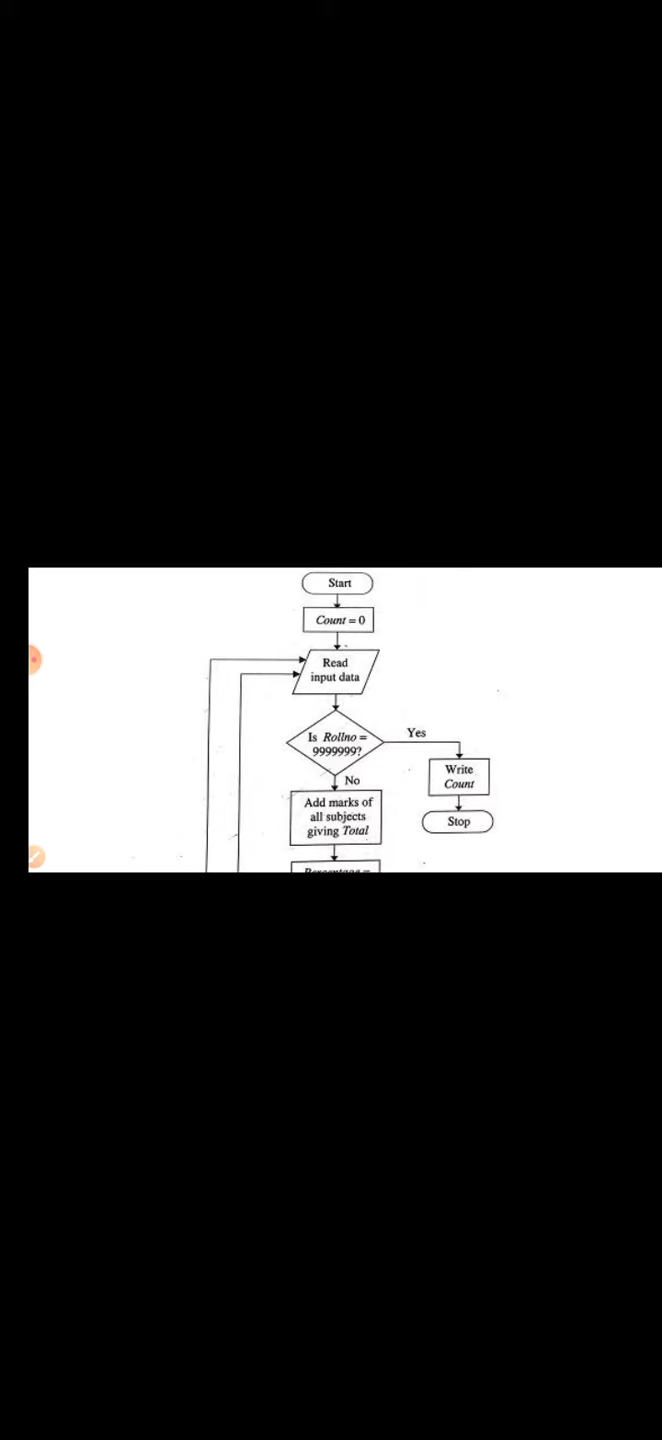 Start
Count = 0
Read
input data
Is Rollno =
9999999?
Yes
Write
Count
Stop
No
Add marks of
all subjects
giving Total
Percentage =